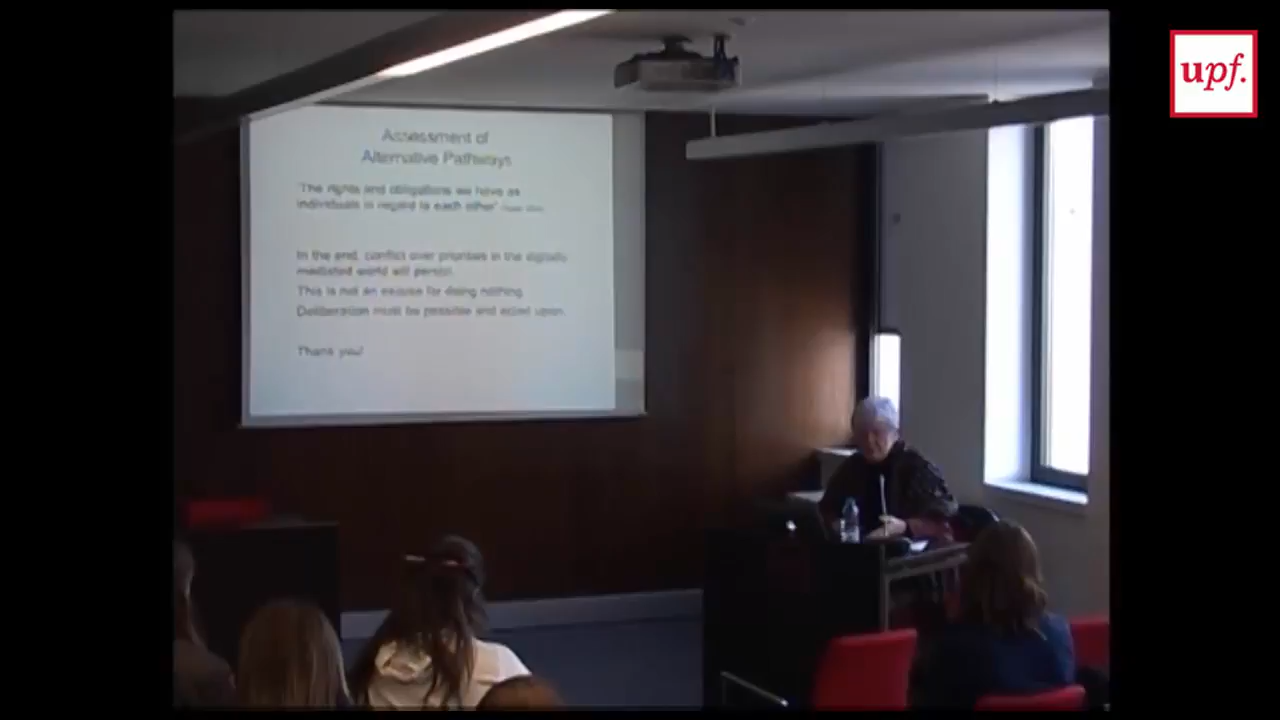 upf.
Assessment of
Alternative Pathways
'The rights and obligations we have as
individuals in regard to each other'
In the end, conflict over priorities in the digitally
mediated world will persist.
This is not an excuse for doing nothing.
Deliberation must be possible and acted upon.
Thank you!